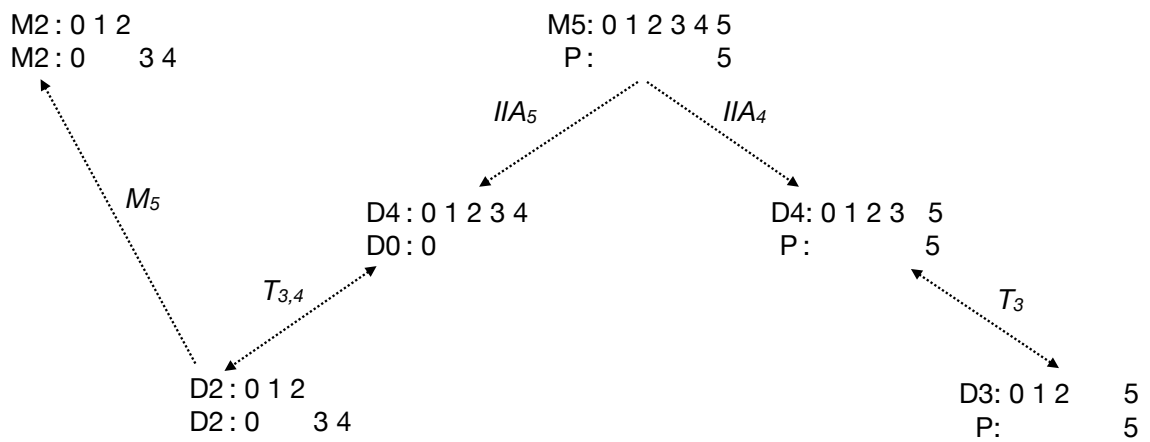 M2 : 0 1 2
M2 : 0 3 4
M5: 0 1 2 3 4 5
P : 5
IIA5
IIA4
M5
D4 : 0 1 2 3 4
D0 : 0
D4: 0 1 2 3 5
P : 5
T3,4
T3
D2 : 0 1 2
D2 : 0 3 4
D3: 0 1 2 5
P: 5